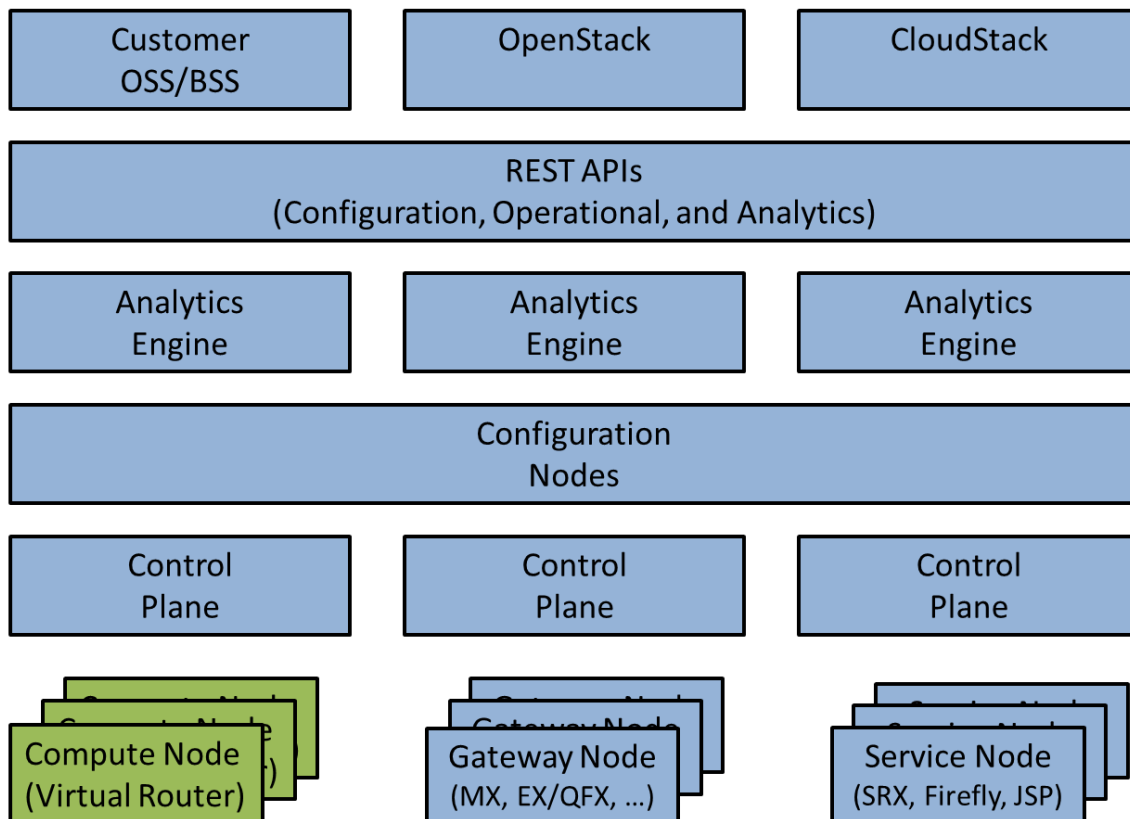 Customer
OSS/BSS
OpenStack
CloudStack
REST APIs
(Configuration, Operational, and Analytics)
Analytics
Engine
Analytics
Engine
Analytics
Engine
Configuration
Nodes
Control
Plane
Control
Plane
Control
Plane
Compute Node
(Virtual Router)
Gateway Node
(MX, EX/QFX, ...)
Service Node
(SRX, Firefly, JSP)